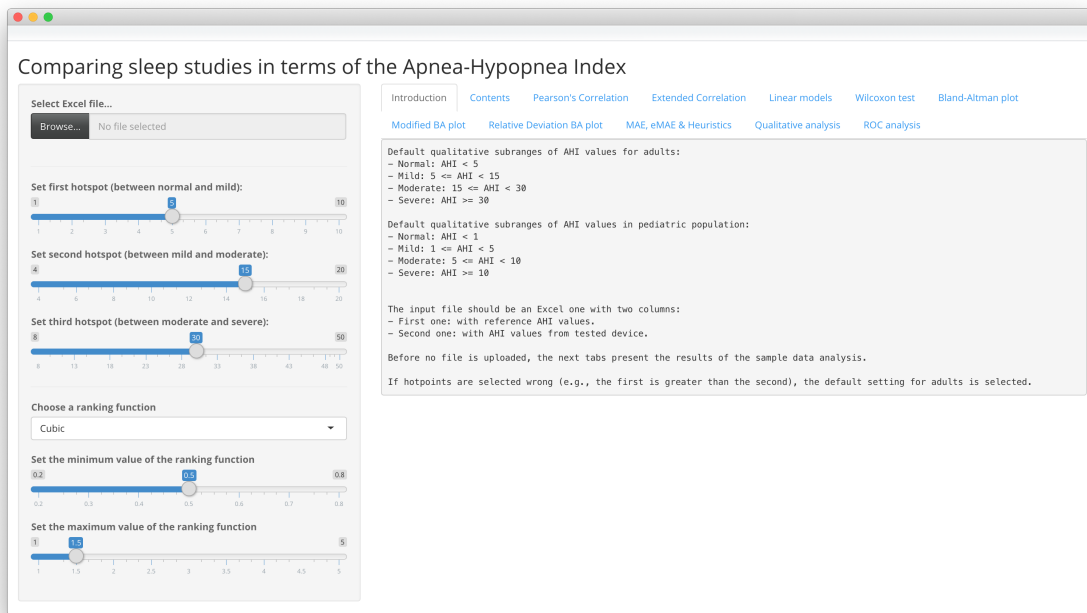 Comparing sleep studies in terms of the Apnea-Hypopnea Index
Select Excel file...
Browse... No file selected
Set first hotspot (between normal and mild):
1 5 10
1 2 3 4 5 6 7 8 9 10
Set second hotspot (between mild and moderate):
4 15 20
4 6 8 10 12 14 16 18 20
Set third hotspot (between moderate and severe):
8 30 50
8 13 18 23 28 33 38 43 48 50
Choose a ranking function
Cubic
Set the minimum value of the ranking function
0.2 0.5 0.8
0.2 0.3 0.4 0.5 0.6 0.7 0.8
Set the maximum value of the ranking function
1 1.5 5
1 1.5 2 2.5 3 3.5 4 4.5 5
Introduction Contents Pearson's Correlation Extended Correlation Linear models Wilcoxon test Bland-Altman plot
Modified BA plot Relative Deviation BA plot MAE, eMAE & Heuristics Qualitative analysis ROC analysis
Default qualitative subranges of AHI values for adults:
– Normal: AHI < 5
– Mild: 5 <= AHI < 15
– Moderate: 15 <= AHI < 30
– Severe: AHI >= 30
Default qualitative subranges of AHI values in pediatric population:
– Normal: AHI < 1
– Mild: 1 <= AHI < 5
– Moderate: 5 <= AHI < 10
– Severe: AHI >= 10
The input file should be an Excel one with two columns:
– First one: with reference AHI values.
– Second one: with AHI values from tested device.
Before no file is uploaded, the next tabs present the results of the sample data analysis.
If hotpoints are selected wrong (e.g., the first is greater than the second), the default setting for adults is selected.